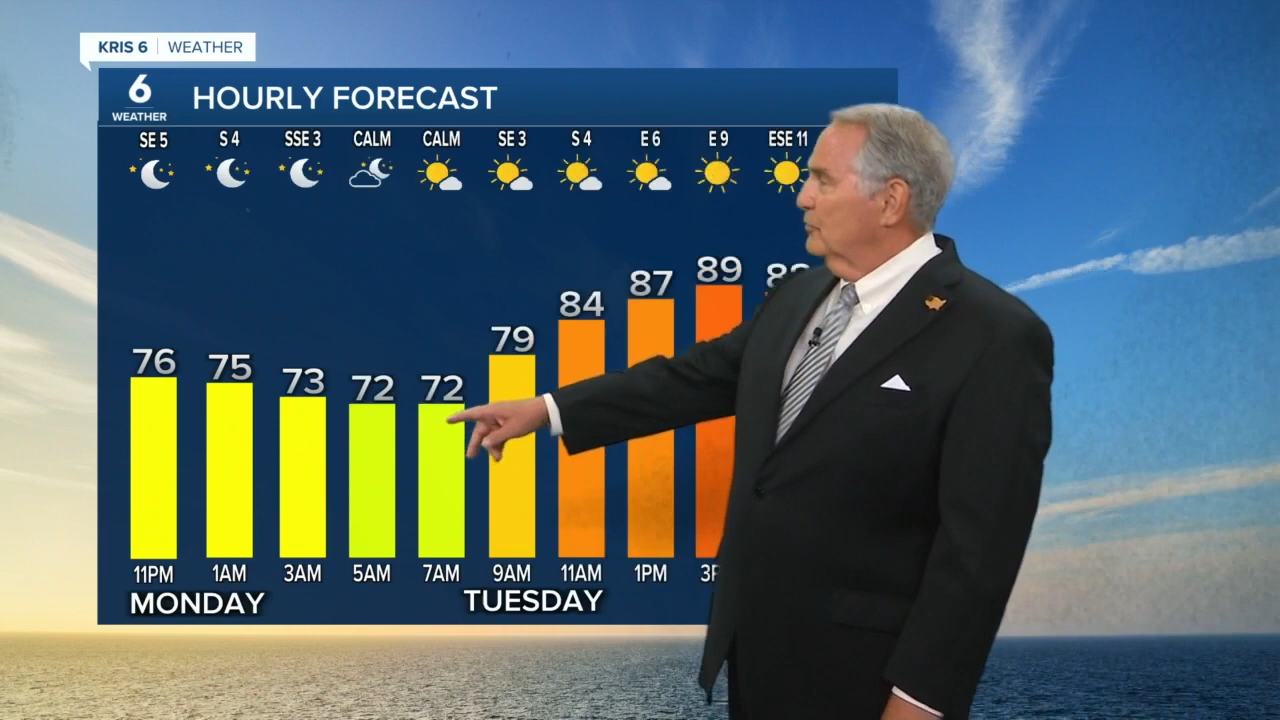 KRIS 6 WEATHER
6
WEATHER
HOURLY FORECAST
SE 5 S 4 SSE 3 CALM CALM SE 3 S 4 E 6 E 9 ESE 11
76 75 73 72 72 79 84 87 89
11PM 1AM 3AM 5AM 7AM 9AM 11AM 1PM
MONDAY TUESDAY